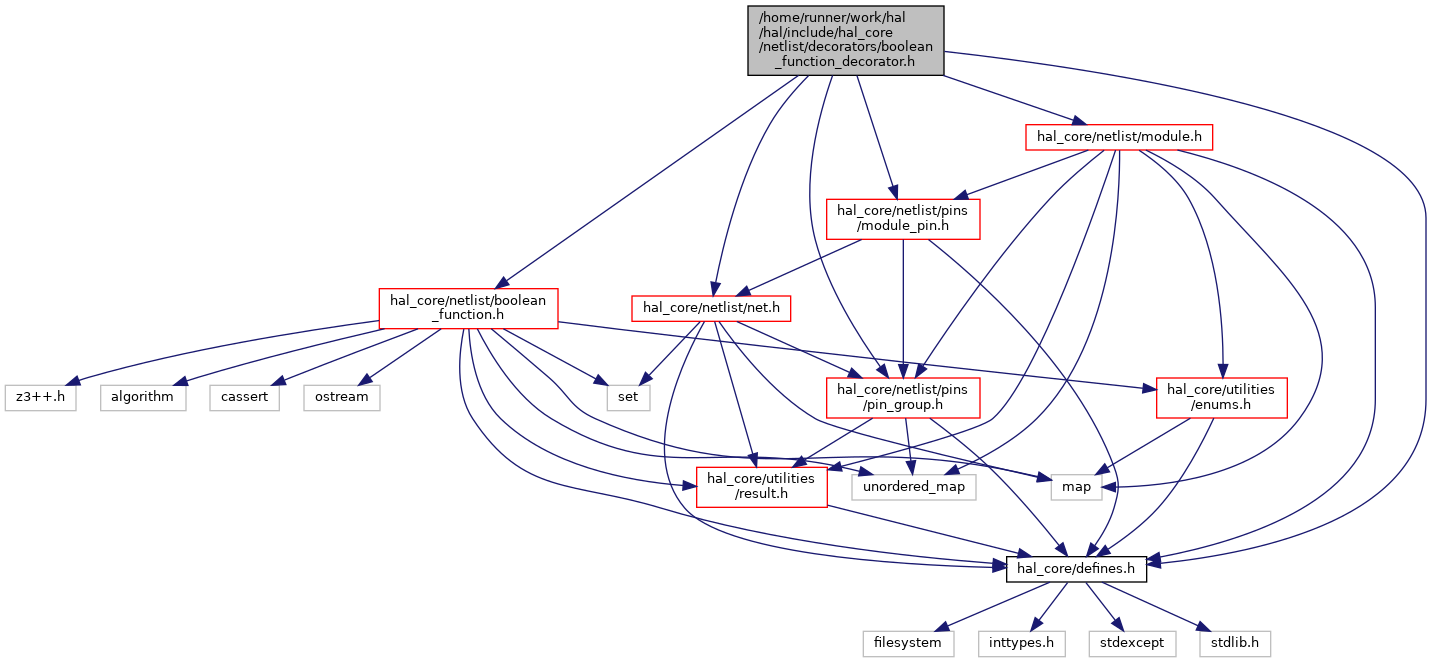 /home/runner/work/hal
/hal/include/hal_core
/netlist/decorators/boolean
_function_decorator.h
hal_core/netlist/module.h
hal_core/netlist/pins
/module_pin.h
hal_core/netlist/boolean
_function.h
hal_core/netlist/net.h
z3++.h
algorithm
cassert
ostream
set
hal_core/netlist/pins
/pin_group.h
hal_core/utilities
/enums.h
hal_core/utilities
/result.h
unordered_map
map
hal_core/defines.h
filesystem
inttypes.h
stdexcept
stdlib.h